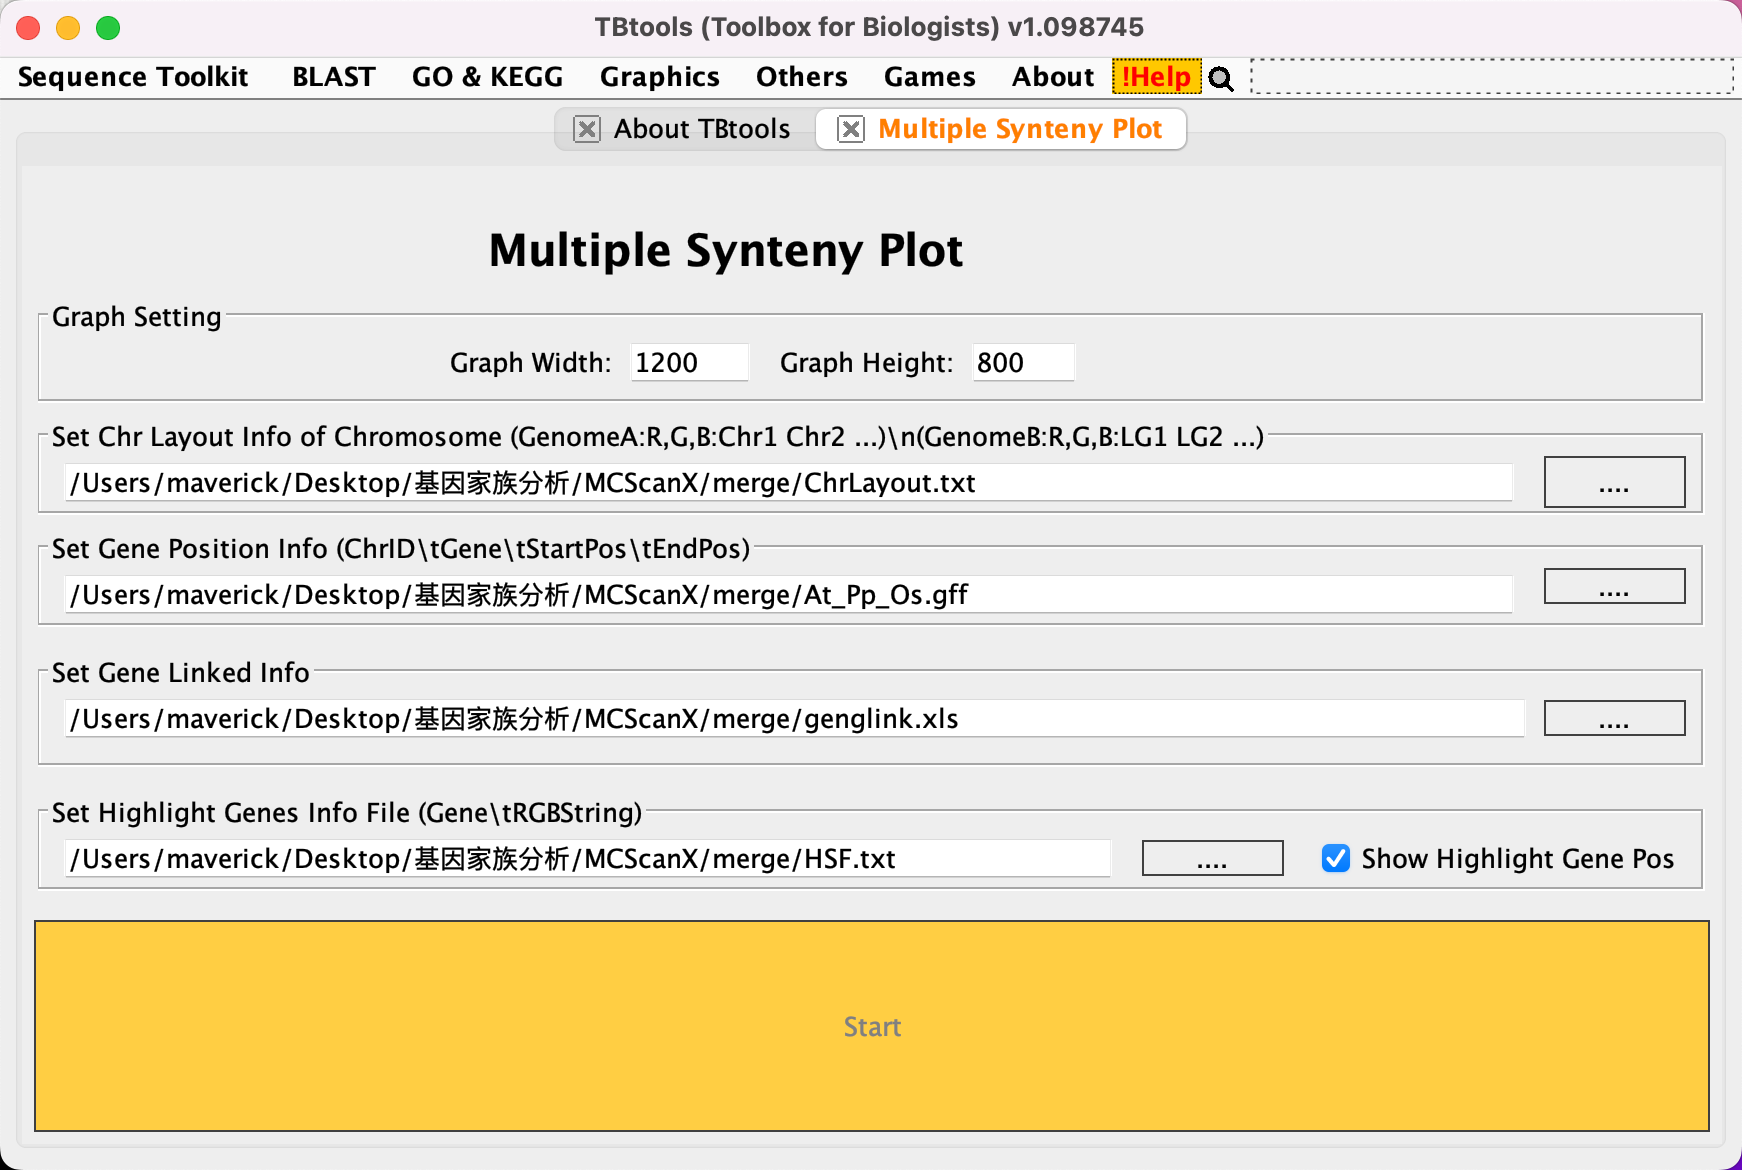 TBtools (Toolbox for Biologists) v1.098745
Sequence Toolkit BLAST GO & KEGG Graphics Others Games About !Help
About TBtools Multiple Synteny Plot
Multiple Synteny Plot
Graph Setting
Graph Width: 1200 Graph Height: 800
Set Chr Layout Info of Chromosome (GenomeA:R,G,B:Chr1 Chr2 ...)\n(GenomeB:R,G,B:LG1 LG2 ...)
/Users/maverick/Desktop/基因家族分析/MCScanX/merge/ChrLayout.txt ....
Set Gene Position Info (ChrID\tGene\tStartPos\tEndPos)
/Users/maverick/Desktop/基因家族分析/MCScanX/merge/At_Pp_Os.gff ....
Set Gene Linked Info
/Users/maverick/Desktop/基因家族分析/MCScanX/merge/genglink.xls ....
Set Highlight Genes Info File (Gene\tRGBString)
/Users/maverick/Desktop/基因家族分析/MCScanX/merge/HSF.txt .... Show Highlight Gene Pos
Start